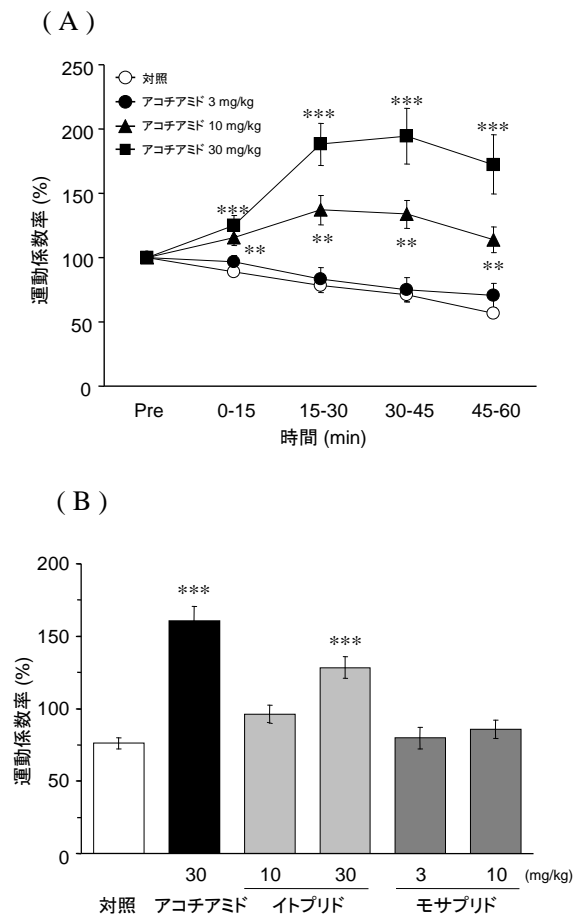 ( A )
250
200
150
100
50
0
運動係数率 (%)
対照
アコチアミド 3 mg/kg
アコチアミド 10 mg/kg
アコチアミド 30 mg/kg
***
***
***
***
**
**
**
**
Pre 0-15 15-30 30-45 45-60
時間 (min)
( B )
200
150
100
50
0
運動係数率 (%)
***
***
30 10 30 3 10 (mg/kg)
対照 アコチアミド イトプリド モサプリド